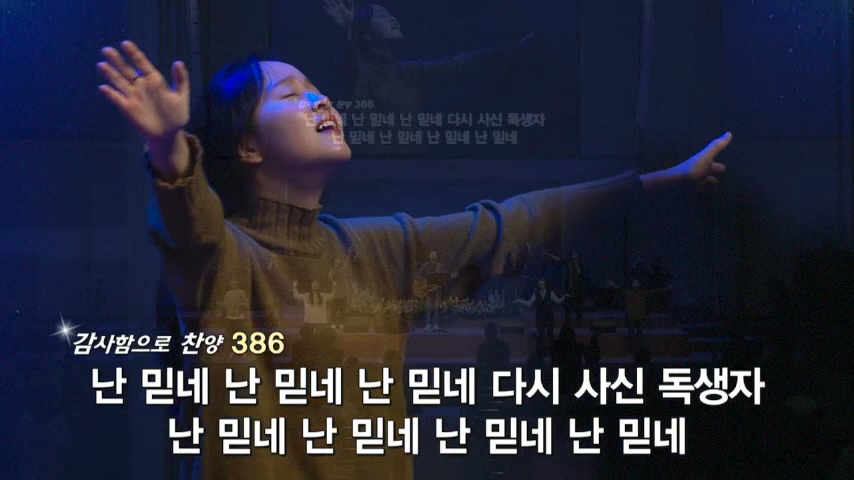 찬양 386
난 믿네 난 믿네 다시 사신 독생자
난 믿네 난 믿네 난 믿네 난 믿네
감사함으로 찬양 386
난 믿네 난 믿네 난 믿네 다시 사신 독생자
난 믿네 난 믿네 난 믿네 난 믿네